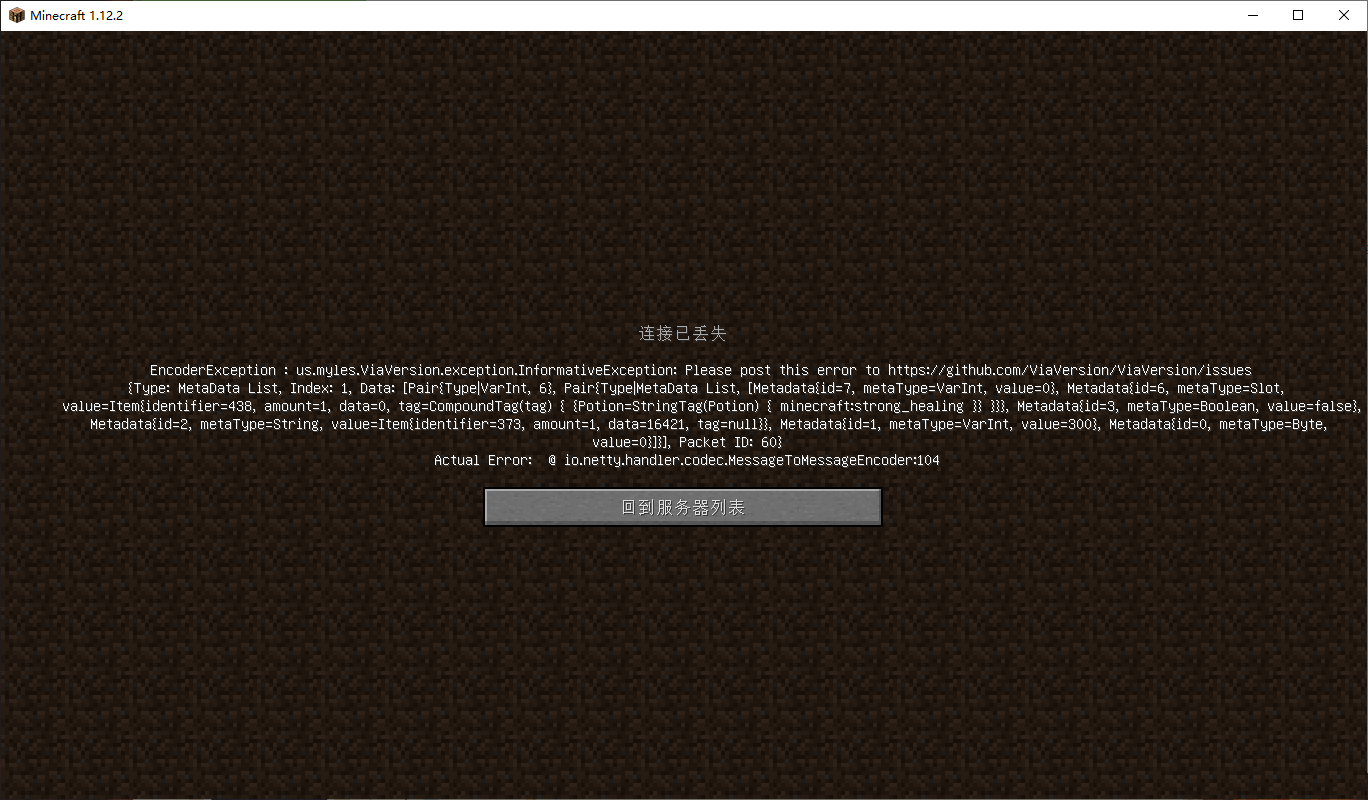 Minecraft 1.12.2
连接已丢失
EncoderException : us.myles.ViaVersion.exception.InformativeException: Please post this error to https://github.com/ViaVersion/ViaVersion/issues
{Type: MetaData List, Index: 1, Data: [Pair{Type|VarInt, 6}, Pair{Type|MetaData List, [Metadata{id=7, metaType=VarInt, value=0}, Metadata{id=6, metaType=Slot,
value=Item{identifier=438, amount=1, data=0, tag=CompoundTag(tag) { {Potion=StringTag(Potion) { minecraft:strong_healing }} }}}, Metadata{id=3, metaType=Boolean, value=false},
Metadata{id=2, metaType=String, value=Item{identifier=373, amount=1, data=16421, tag=null}}, Metadata{id=1, metaType=VarInt, value=300}, Metadata{id=0, metaType=Byte,
value=0}]}], Packet ID: 60}
Actual Error:  @ io.netty.handler.codec.MessageToMessageEncoder:104
回到服务器列表